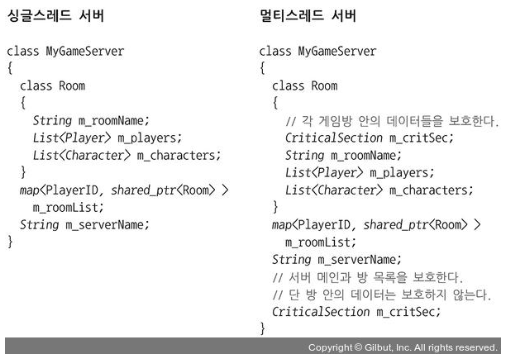 싱글스레드 서버
class MyGameServer
{
class Room
{
String m_roomName;
List<Player> m_players;
List<Character> m_characters;
}
map<PlayerID, shared_ptr<Room> >
m_roomList;
String m_serverName;
}
멀티스레드 서버
class MyGameServer
{
class Room
{
// 각 게임방 안의 데이터들을 보호한다.
CriticalSection m_critSec;
String m_roomName;
List<Player> m_players;
List<Character> m_characters;
}
map<PlayerID, shared_ptr<Room> >
m_roomList;
String m_serverName;
// 서버 메인과 방 목록을 보호한다.
// 단 방 안의 데이터는 보호하지 않는다.
CriticalSection m_critSec;
}
Copyright © Gilbut, Inc. All rights reserved.